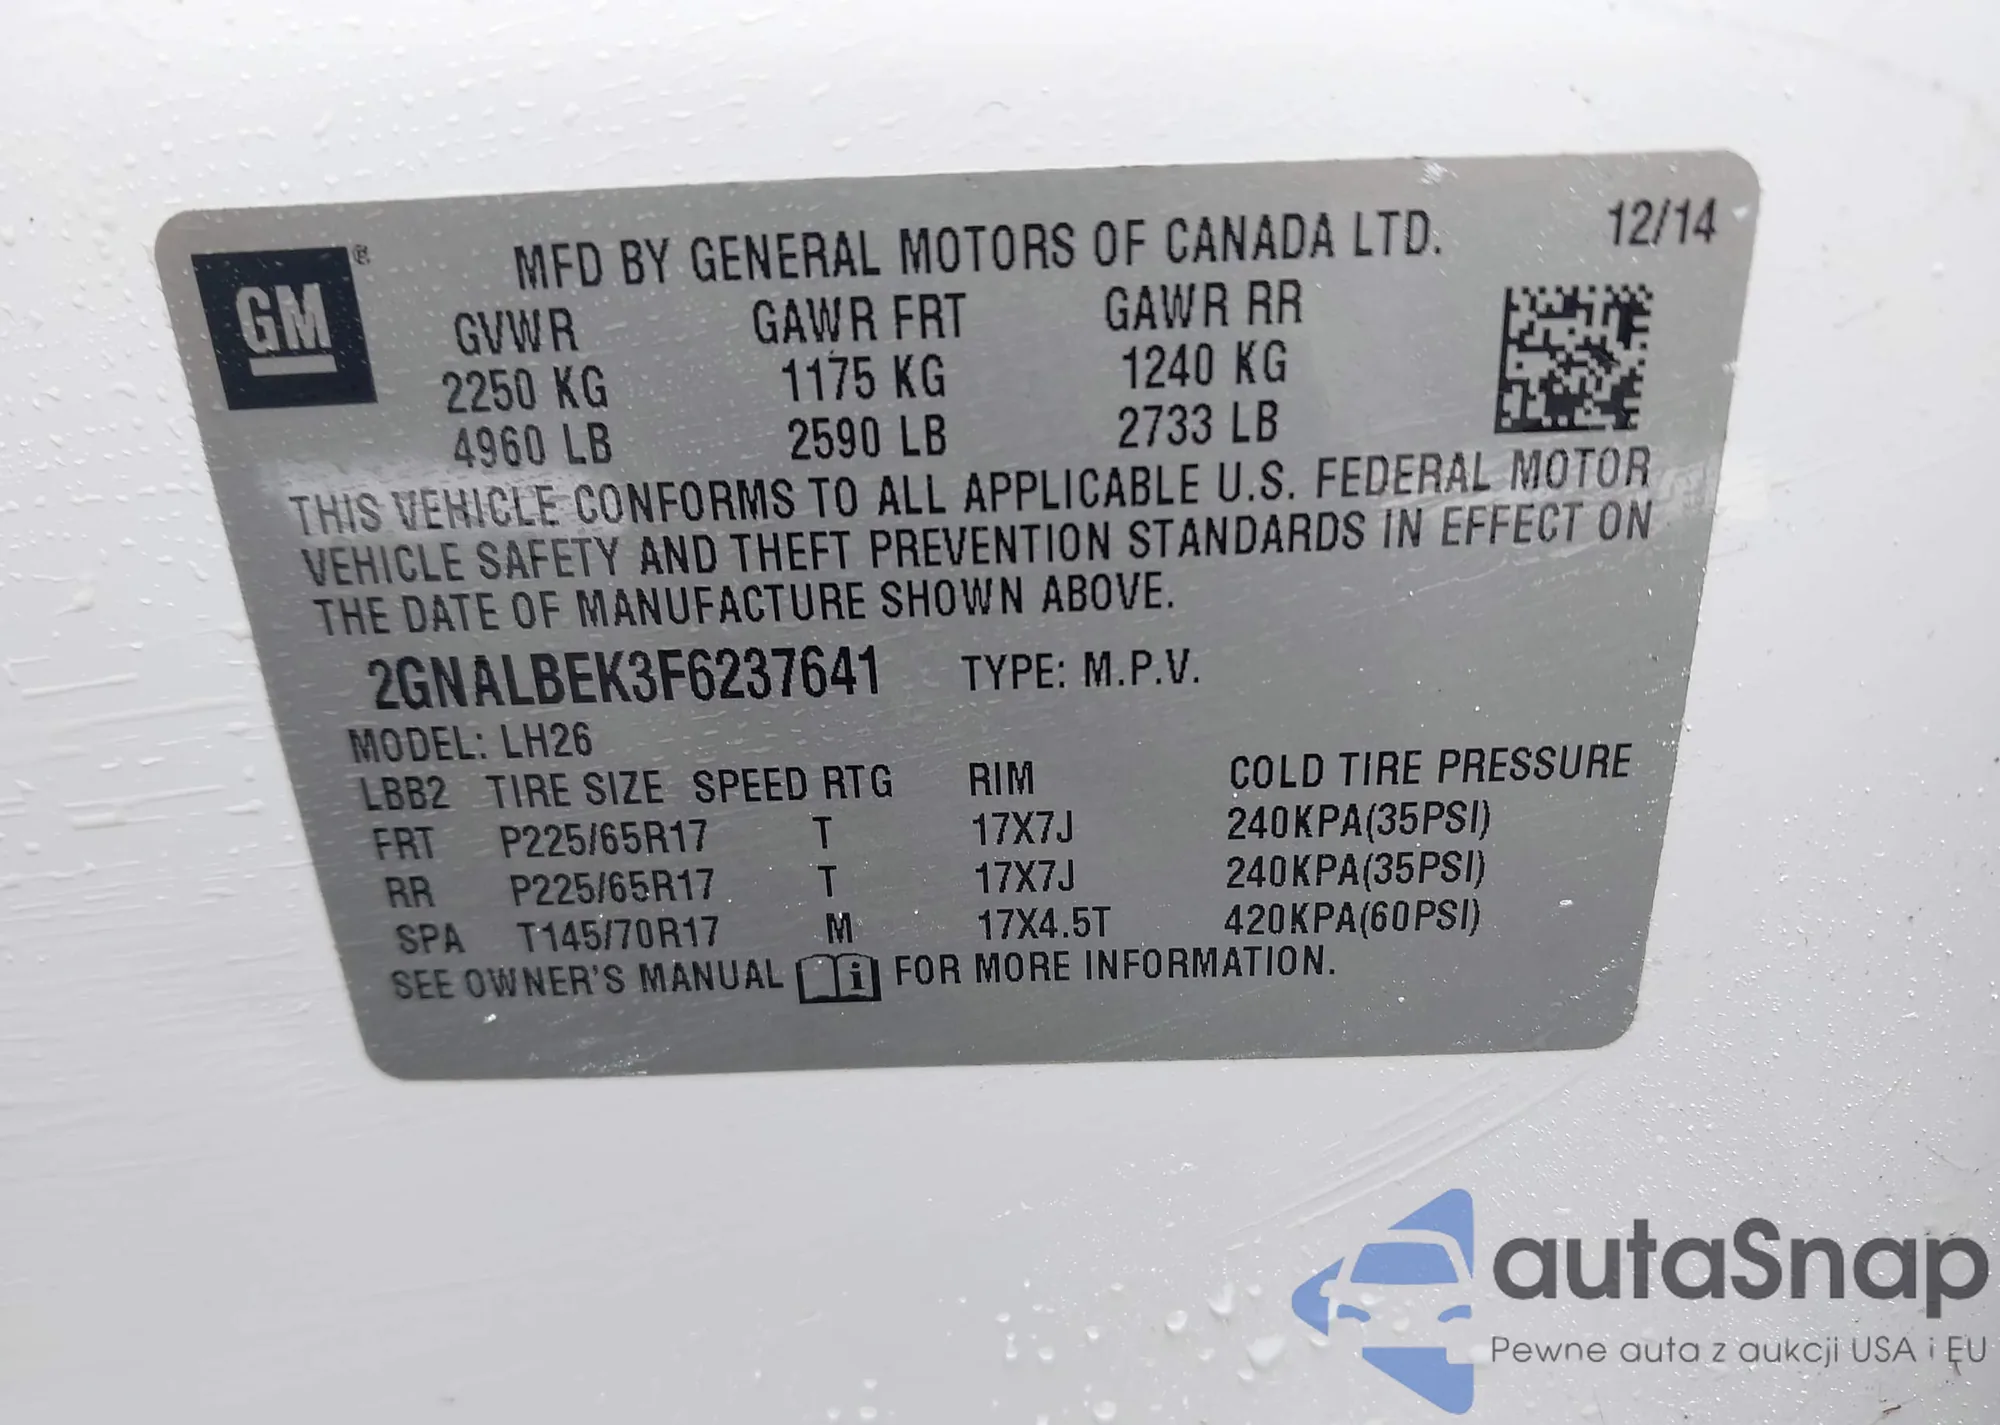 GM ®
MFD BY GENERAL MOTORS OF CANADA LTD. 12/14
GVWR GAWR FRT GAWR RR
2250 KG 1175 KG 1240 KG
4960 LB 2590 LB 2733 LB
THIS VEHICLE CONFORMS TO ALL APPLICABLE U.S. FEDERAL MOTOR
VEHICLE SAFETY AND THEFT PREVENTION STANDARDS IN EFFECT ON
THE DATE OF MANUFACTURE SHOWN ABOVE.
2GNALBEK3F6237641 TYPE: M.P.V.
MODEL: LH26
LBB2 TIRE SIZE SPEED RTG RIM COLD TIRE PRESSURE
FRT P225/65R17 T 17X7J 240KPA(35PSI)
RR P225/65R17 T 17X7J 240KPA(35PSI)
SPA T145/70R17 M 17X4.5T 420KPA(60PSI)
SEE OWNER'S MANUAL i FOR MORE INFORMATION.
autaSnap
Pewne auta z aukcji USA i EU